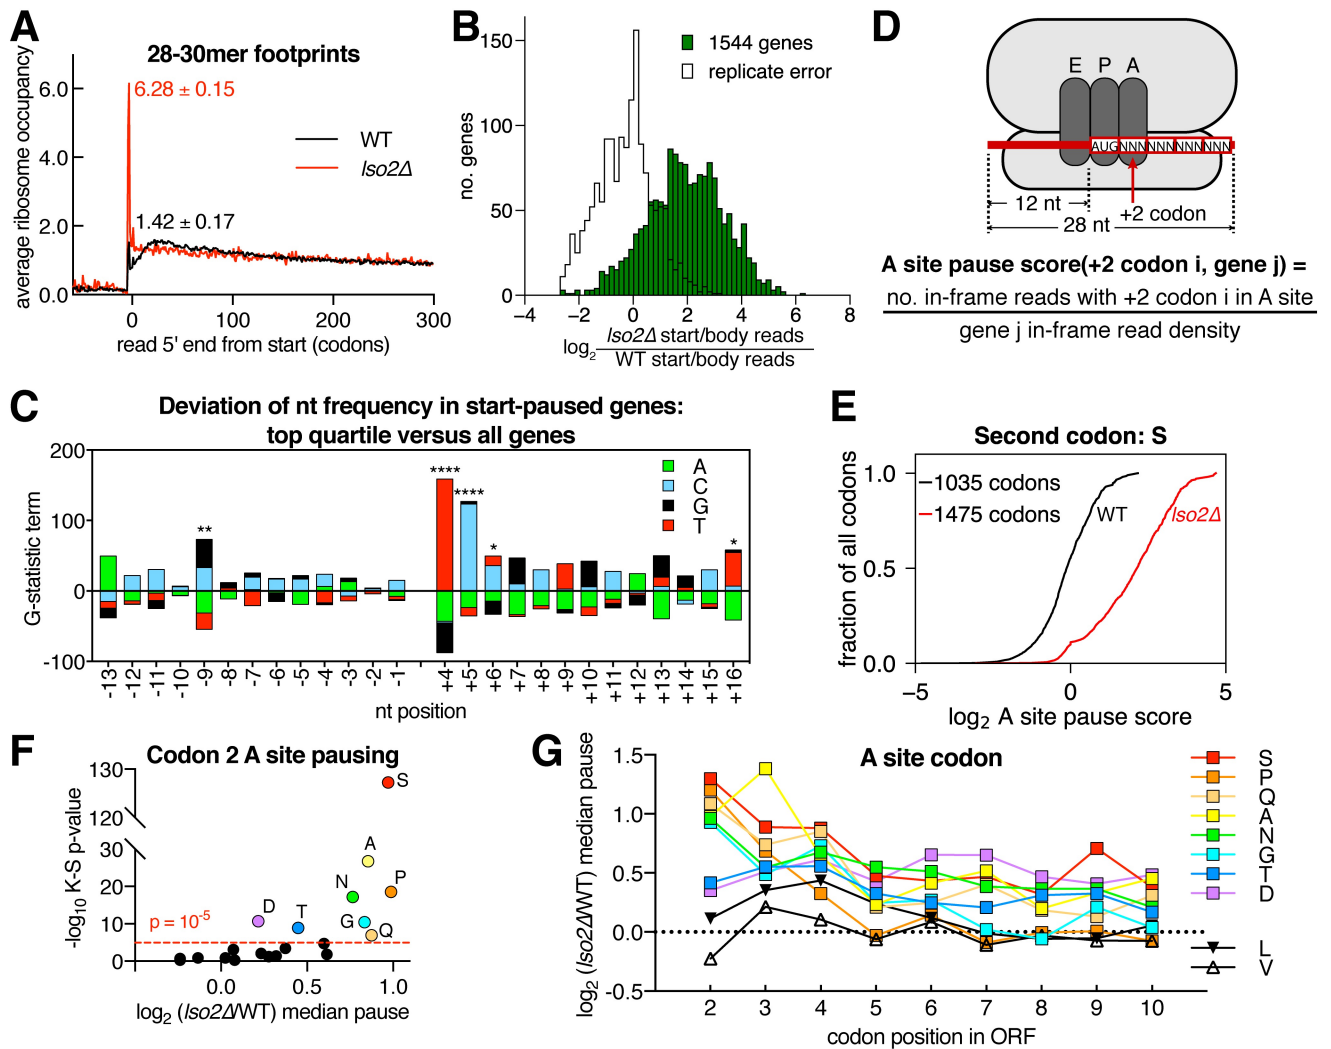 A
28-30mer footprints
average ribosome occupancy
6.0
4.0
2.0
0.0
6.28 ± 0.15
1.42 ± 0.17
WT
lso2Δ
0
100
200
300
read 5' end from start (codons)
B
no. genes
150
100
50
0
1544 genes
replicate error
−4
−2
0
2
4
6
8
log2
lso2Δ start/body reads
WT start/body reads
D
E P A
AUG NNN NNN NNN NNN
12 nt
+2 codon
28 nt
A site pause score(+2 codon i, gene j) =
no. in-frame reads with +2 codon i in A site
gene j in-frame read density
C
Deviation of nt frequency in start-paused genes:
top quartile versus all genes
G-statistic term
200
100
0
-100
**
****
****
*
*
A
C
G
T
-13
-12
-11
-10
-9
-8
-7
-6
-5
-4
-3
-2
-1
+4
+5
+6
+7
+8
+9
+10
+11
+12
+13
+14
+15
+16
nt position
E
Second codon: S
fraction of all codons
1.0
0.5
0.0
1035 codons
1475 codons
WT
lso2Δ
−5
0
5
log2 A site pause score
F
Codon 2 A site pausing
-log10 K-S p-value
130
120
30
20
10
0
p = 10-5
S
A
N
P
D
T
G
Q
0.0
0.5
1.0
log2 (lso2Δ/WT) median pause
G
A site codon
log2 (lso2Δ/WT) median pause
1.5
1.0
0.5
0.0
-0.5
2
3
4
5
6
7
8
9
10
codon position in ORF
S
P
Q
A
N
G
T
D
L
V